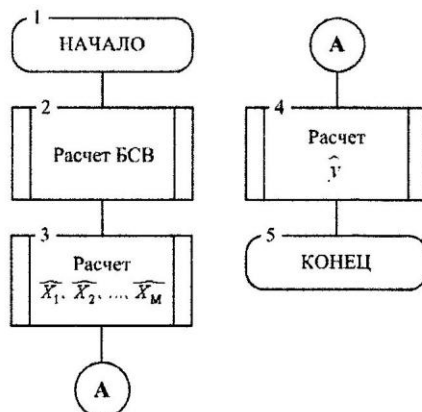 1
НАЧАЛО
2
Расчет БСВ
3
Расчет
X̂₁, X̂₂, ..., X̂ᴍ
А
А
4
Расчет
ŷ
5
КОНЕЦ